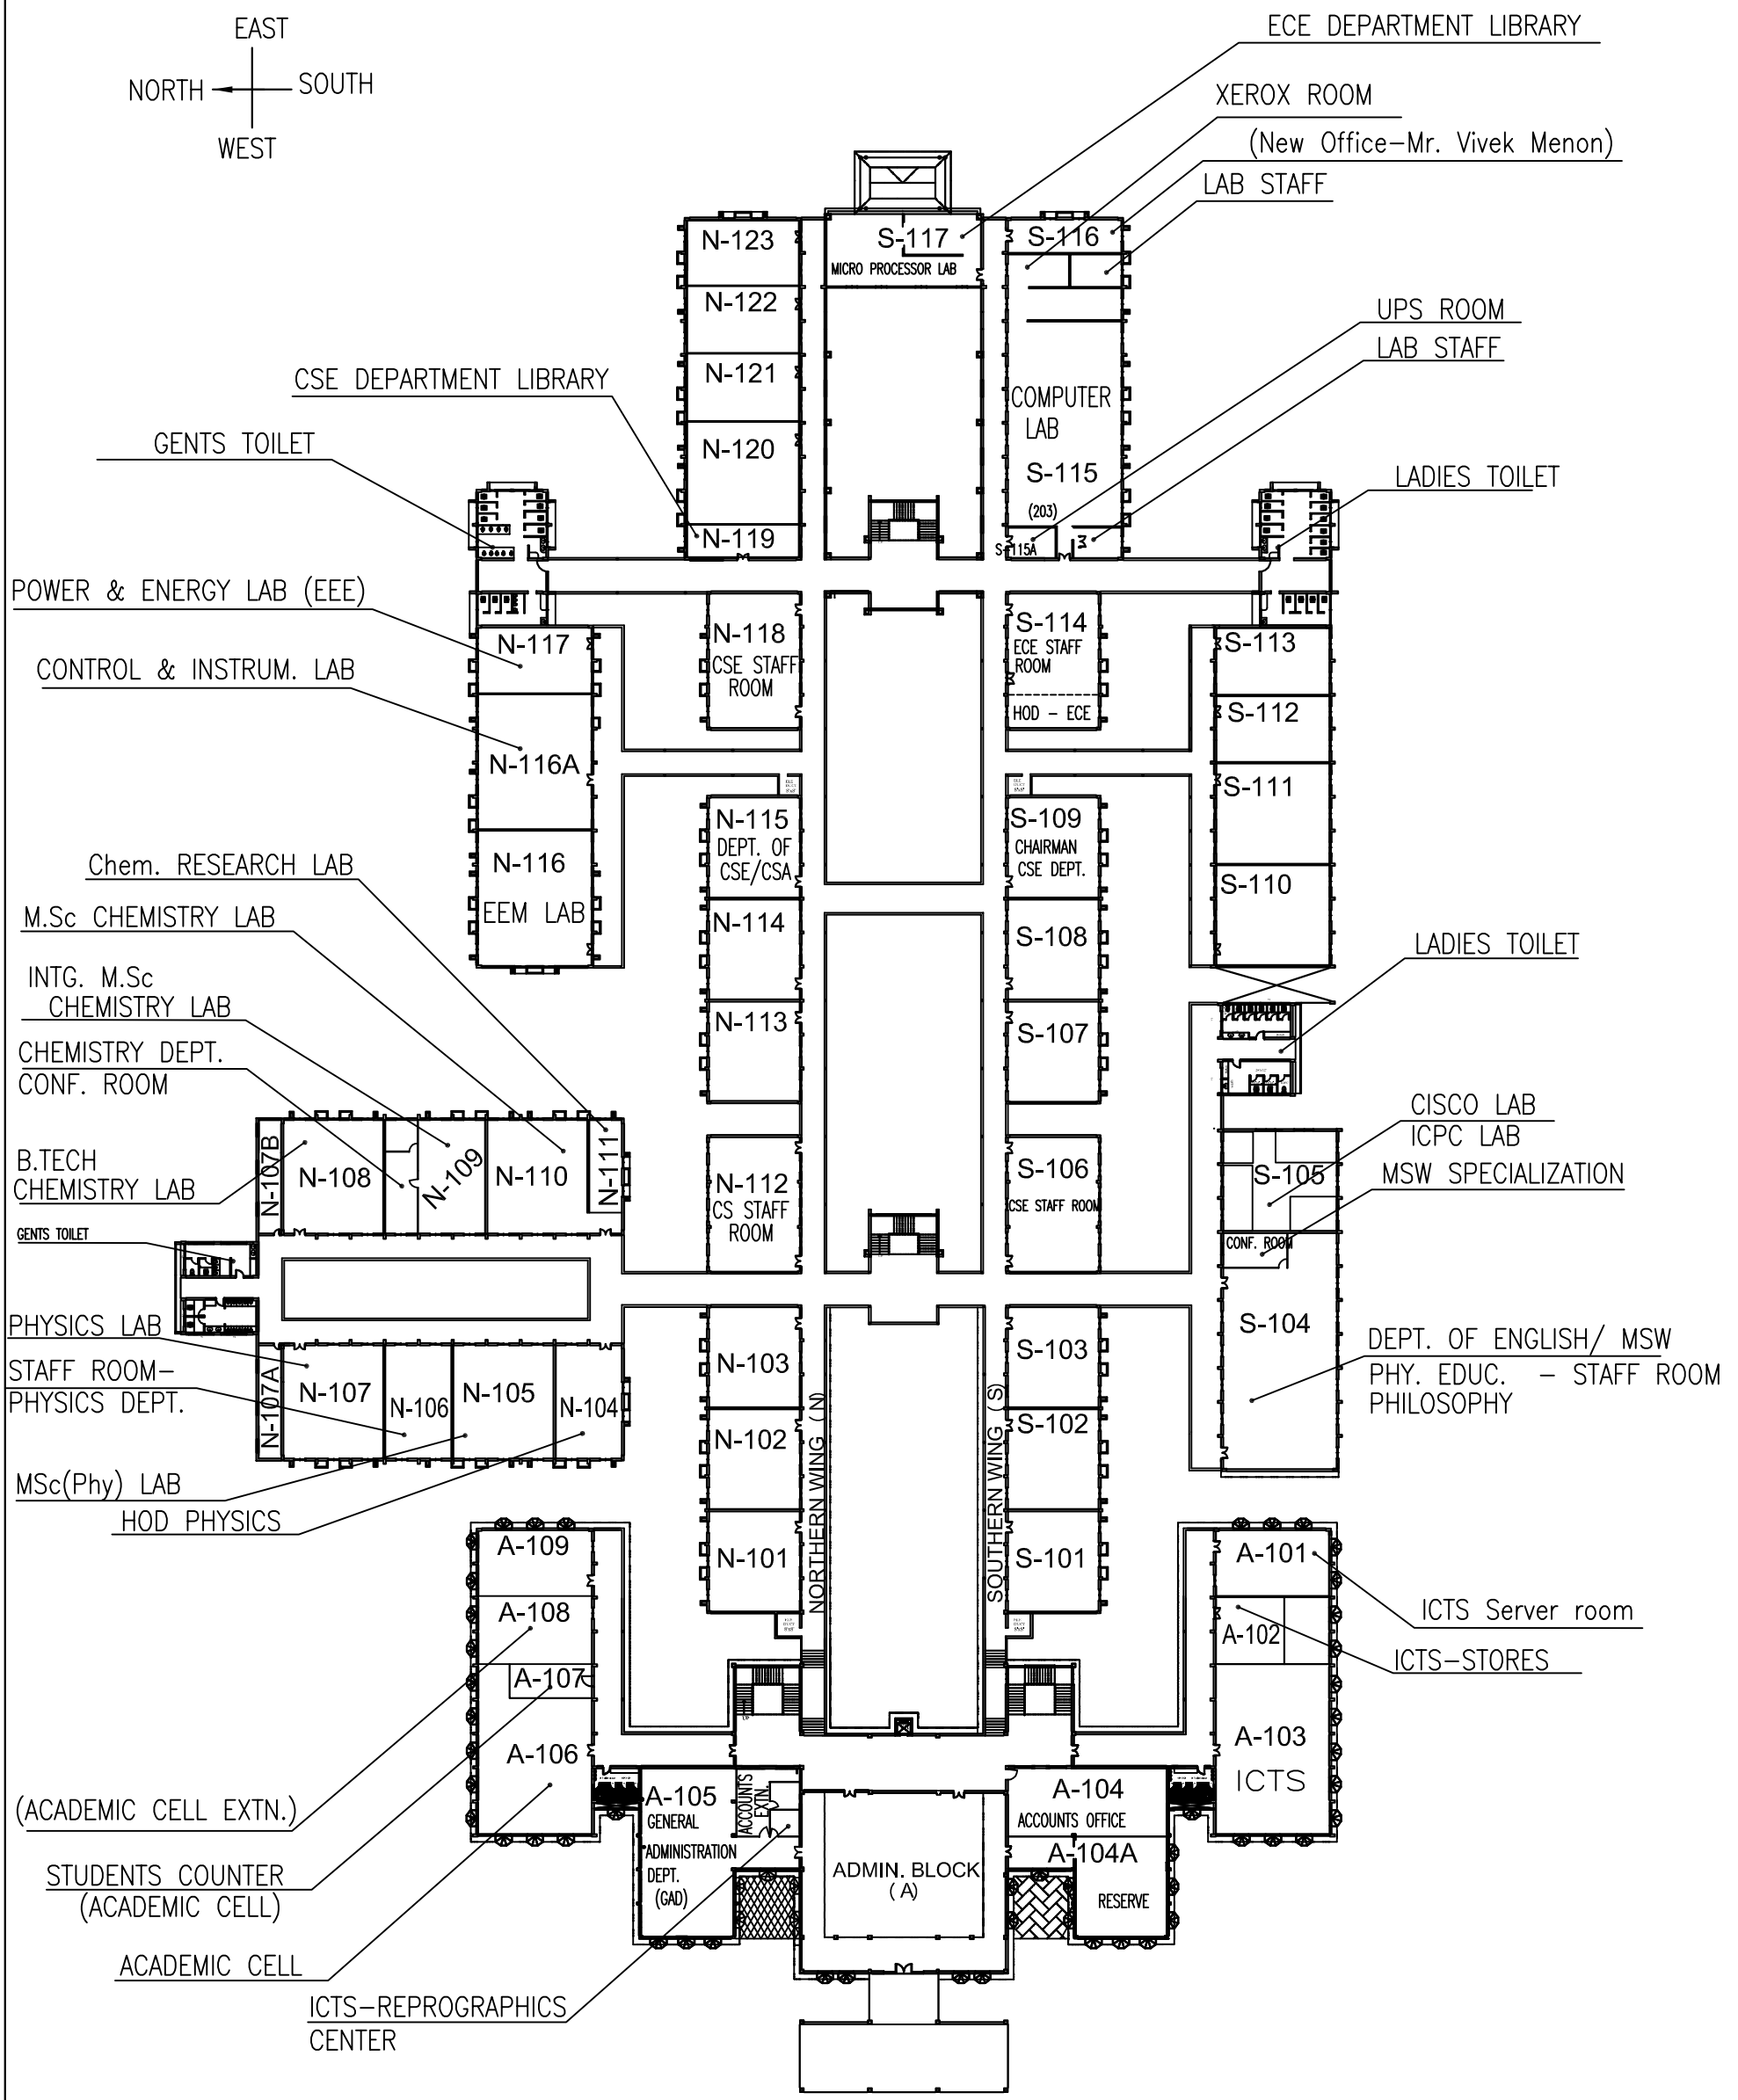 EAST
NORTH
SOUTH
WEST
ECE DEPARTMENT LIBRARY
XEROX ROOM
(New Office-Mr. Vivek Menon)
LAB STAFF
N-123
S-117
MICRO PROCESSOR LAB
S-116
N-122
UPS ROOM
LAB STAFF
N-121
CSE DEPARTMENT LIBRARY
COMPUTER
LAB
GENTS TOILET
N-120
S-115
(203)
LADIES TOILET
N-119
S-115A
POWER & ENERGY LAB (EEE)
N-117
N-118
CSE STAFF
ROOM
S-114
ECE STAFF
ROOM
HOD - ECE
S-113
CONTROL & INSTRUM. LAB
S-112
N-116A
S-111
N-115
DEPT. OF
CSE/CSA
S-109
CHAIRMAN
CSE DEPT.
Chem. RESEARCH LAB
N-116
EEM LAB
S-110
M.Sc CHEMISTRY LAB
N-114
S-108
LADIES TOILET
INTG. M.Sc
CHEMISTRY LAB
N-113
S-107
CHEMISTRY DEPT.
CONF. ROOM
CISCO LAB
ICPC LAB
B.TECH
CHEMISTRY LAB
N-107B
N-108
N-109
N-110
N-111
N-112
CS STAFF
ROOM
S-106
CSE STAFF ROOM
S-105
MSW SPECIALIZATION
GENTS TOILET
CONF. ROOM
PHYSICS LAB
N-103
S-103
S-104
DEPT. OF ENGLISH/ MSW
PHY. EDUC. - STAFF ROOM
PHILOSOPHY
STAFF ROOM-
PHYSICS DEPT.
N-107A
N-107
N-106
N-105
N-104
N-102
NORTHERN WING (N)
SOUTHERN WING (S)
S-102
MSc(Phy) LAB
HOD PHYSICS
N-101
S-101
A-109
A-101
A-108
A-102
ICTS Server room
ICTS-STORES
A-107
A-106
A-103
ICTS
(ACADEMIC CELL EXTN.)
A-105
GENERAL
ADMINISTRATION
DEPT.
(GAD)
ACCOUNTS
EXTN.
A-104
ACCOUNTS OFFICE
A-104A
RESERVE
ADMIN. BLOCK
(A)
STUDENTS COUNTER
(ACADEMIC CELL)
ACADEMIC CELL
ICTS-REPROGRAPHICS
CENTER